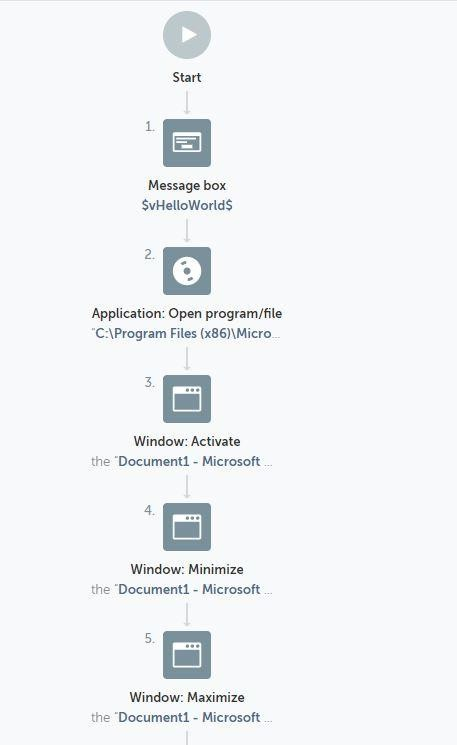 Start
1.
Message box
$vHelloWorld$
2.
Application: Open program/file
"C:\Program Files (x86)\Micro...
3.
Window: Activate
the "Document1 - Microsoft ...
4.
Window: Minimize
the "Document1 - Microsoft ...
5.
Window: Maximize
the "Document1 - Microsoft ...